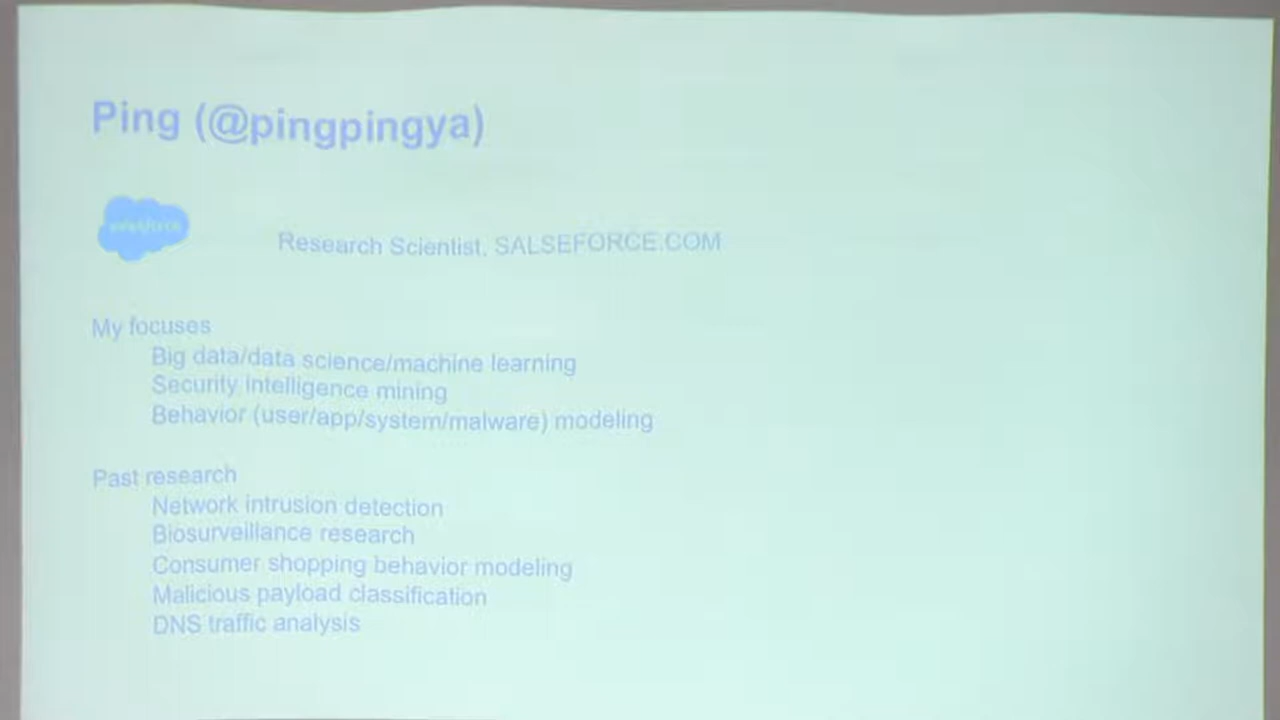 Ping (@pingpingya)
salesforce
Research Scientist, SALSEFORCE.COM
My focuses
Big data/data science/machine learning
Security intelligence mining
Behavior (user/app/system/malware) modeling
Past research
Network intrusion detection
Biosurveillance research
Consumer shopping behavior modeling
Malicious payload classification
DNS traffic analysis